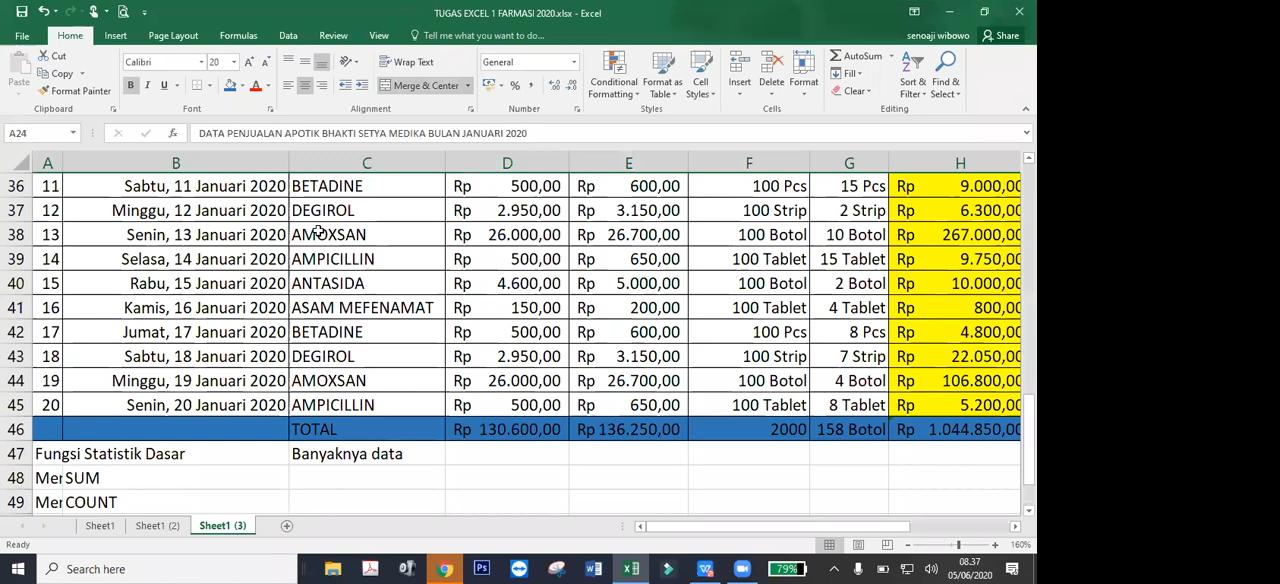 TUGAS EXCEL 1 FARMASI 2020.xlsx - Excel
File Home Insert Page Layout Formulas Data Review View Tell me what you want to do... senoaji wibowo Share
Cut
Copy
Format Painter
Paste
Calibri 20
B I U
Wrap Text
Merge & Center
General
% ,
Conditional Formatting
Format as Table
Cell Styles
Insert Delete Format
AutoSum
Fill
Clear
Sort & Filter
Find & Select
Clipboard Font Alignment Number Styles Cells Editing
A24 fx DATA PENJUALAN APOTIK BHAKTI SETYA MEDIKA BULAN JANUARI 2020
A B C D E F G H
36 11 Sabtu, 11 Januari 2020 BETADINE Rp 500,00 Rp 600,00 100 Pcs 15 Pcs Rp 9.000,00
37 12 Minggu, 12 Januari 2020 DEGIROL Rp 2.950,00 Rp 3.150,00 100 Strip 2 Strip Rp 6.300,00
38 13 Senin, 13 Januari 2020 AMOXSAN Rp 26.000,00 Rp 26.700,00 100 Botol 10 Botol Rp 267.000,00
39 14 Selasa, 14 Januari 2020 AMPICILLIN Rp 500,00 Rp 650,00 100 Tablet 15 Tablet Rp 9.750,00
40 15 Rabu, 15 Januari 2020 ANTASIDA Rp 4.600,00 Rp 5.000,00 100 Botol 2 Botol Rp 10.000,00
41 16 Kamis, 16 Januari 2020 ASAM MEFENAMAT Rp 150,00 Rp 200,00 100 Tablet 4 Tablet Rp 800,00
42 17 Jumat, 17 Januari 2020 BETADINE Rp 500,00 Rp 600,00 100 Pcs 8 Pcs Rp 4.800,00
43 18 Sabtu, 18 Januari 2020 DEGIROL Rp 2.950,00 Rp 3.150,00 100 Strip 7 Strip Rp 22.050,00
44 19 Minggu, 19 Januari 2020 AMOXSAN Rp 26.000,00 Rp 26.700,00 100 Botol 4 Botol Rp 106.800,00
45 20 Senin, 20 Januari 2020 AMPICILLIN Rp 500,00 Rp 650,00 100 Tablet 8 Tablet Rp 5.200,00
46 TOTAL Rp 130.600,00 Rp 136.250,00 2000 158 Botol Rp 1.044.850,00
47 Fungsi Statistik Dasar Banyaknya data
48 Mer SUM
49 Mer COUNT
Sheet1 Sheet1 (2) Sheet1 (3)
Ready 160%
Search here 79% 08.37
05/06/2020